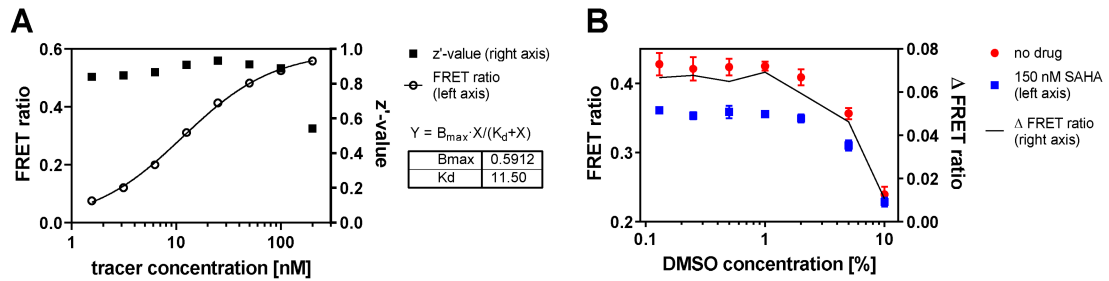 A
0.6
0.4
0.2
0.0
FRET ratio
1
10
100
tracer concentration [nM]
1.0
0.8
0.6
0.4
0.2
0.0
z'-value
z'-value (right axis)
FRET ratio
(left axis)
Y = Bmax·X/(Kd+X)
Bmax 0.5912
Kd 11.50
B
0.4
0.3
0.2
FRET ratio
0.1
1
10
DMSO concentration [%]
0.08
0.06
0.04
0.02
0.00
Δ FRET ratio
no drug
150 nM SAHA
(left axis)
Δ FRET ratio
(right axis)